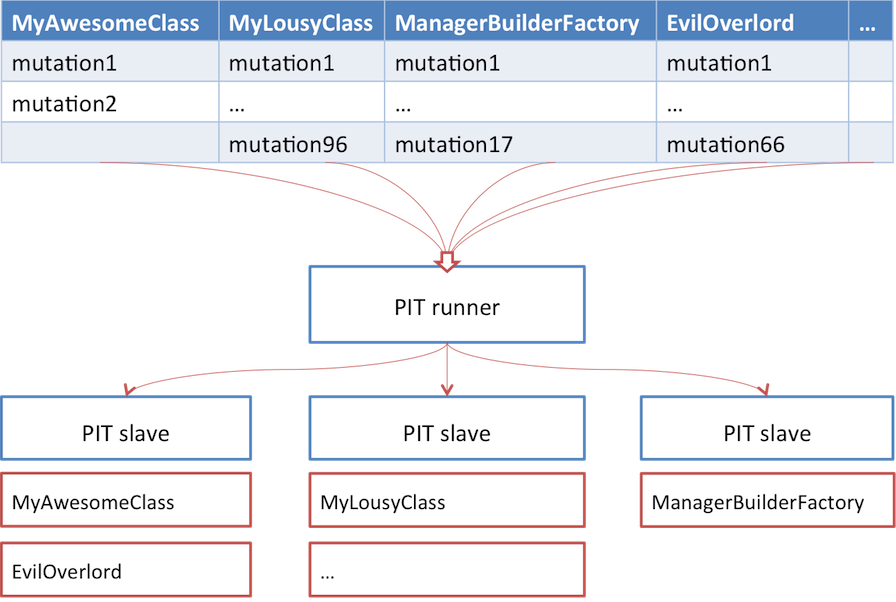 MyAwesomeClass MyLousyClass ManagerBuilderFactory EvilOverlord ...
mutation1 mutation1 mutation1 mutation1
mutation2 ... ... ...
mutation96 mutation17 mutation66
PIT runner
PIT slave PIT slave PIT slave
MyAwesomeClass MyLousyClass ManagerBuilderFactory
EvilOverlord ...